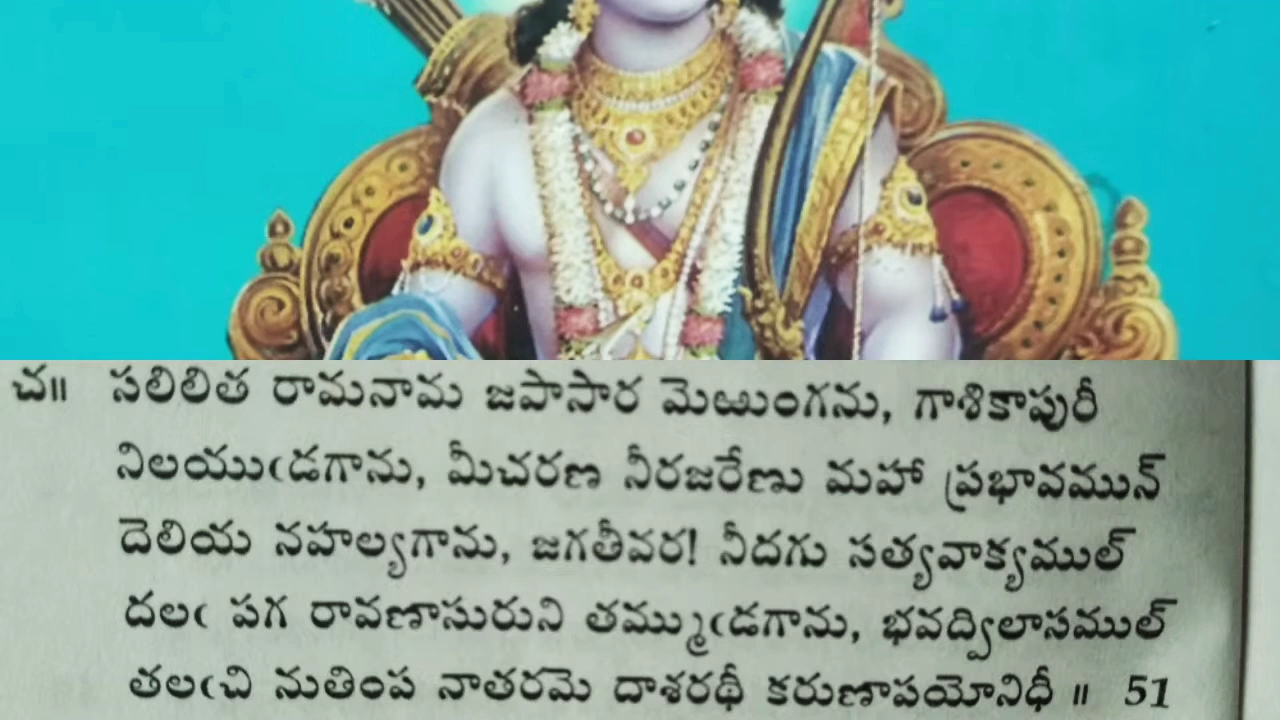 చ॥ సలిలిత రామనామ జపాసార మెఱుంగను, గాశికాపురీ
నిలయుఁడగాను, మీచరణ నీరజరేణు మహా ప్రభావమున్
దెలియ నహల్యగాను, జగతీవర! నీదగు సత్యవాక్యముల్
దలఁ పగ రావణాసురుని తమ్ముఁడగాను, భవద్విలాసముల్
తలఁచి నుతింప నాతరమె దాశరథీ కరుణాపయోనిధీ ॥ 51